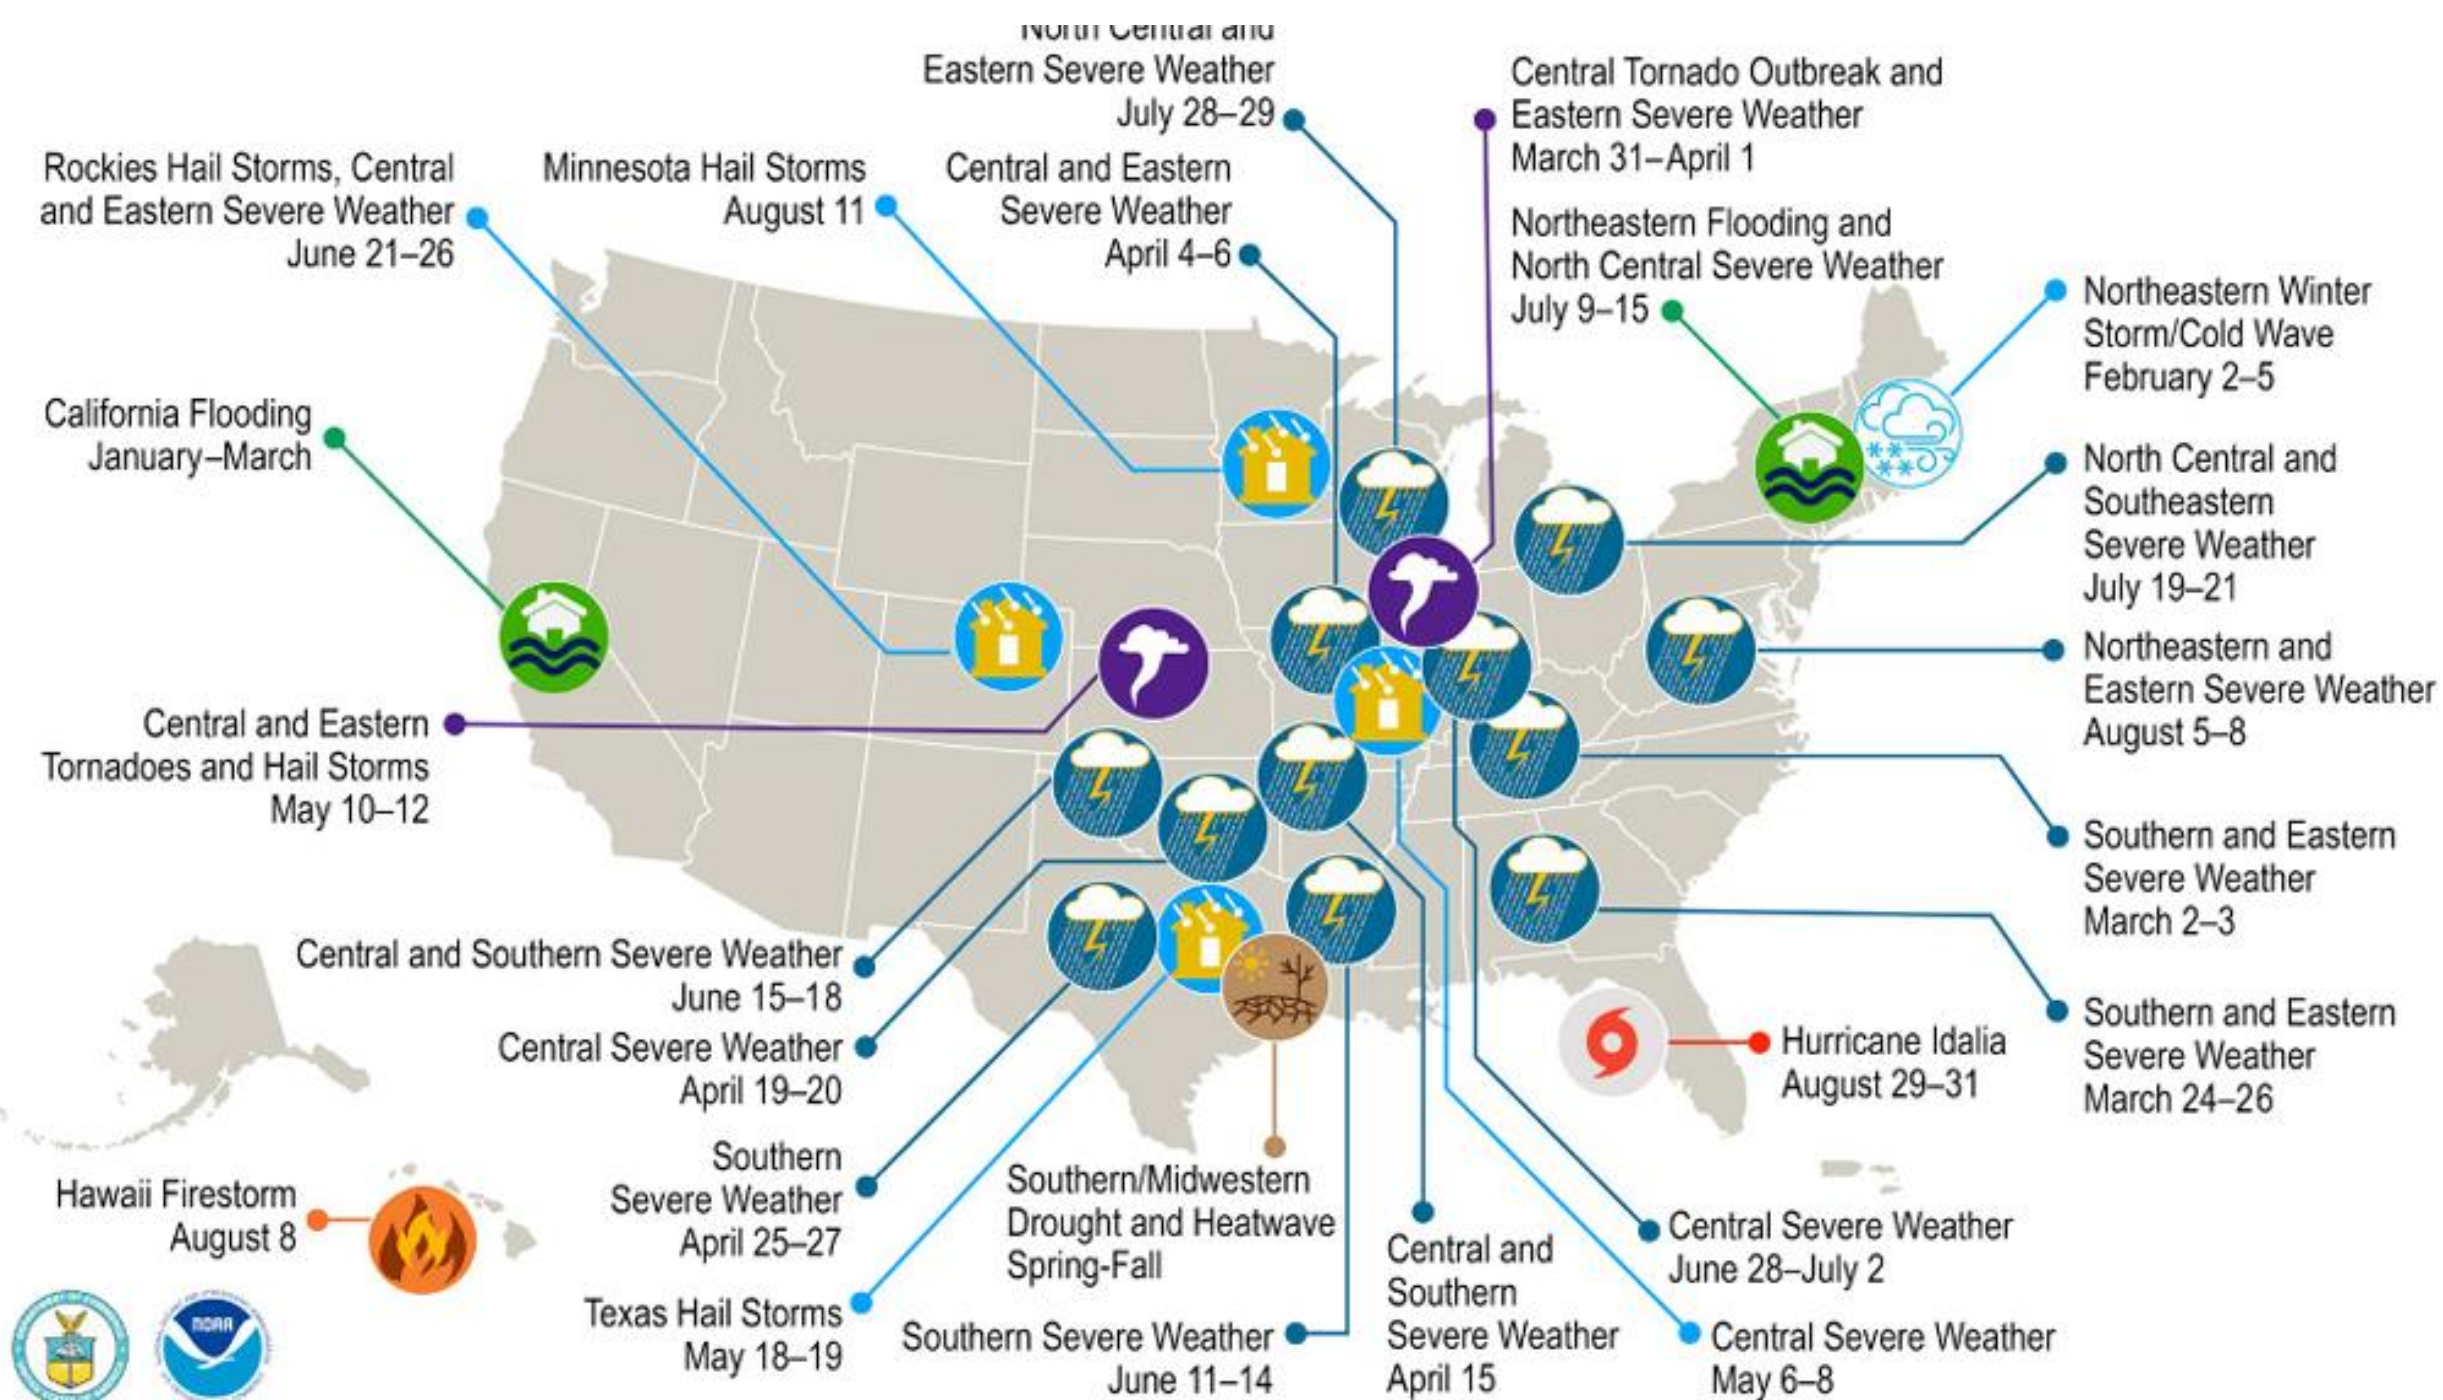 North Central and
Eastern Severe Weather
July 28–29
Central Tornado Outbreak and
Eastern Severe Weather
March 31–April 1
Rockies Hail Storms, Central
and Eastern Severe Weather
June 21–26
Minnesota Hail Storms
August 11
Central and Eastern
Severe Weather
April 4–6
Northeastern Flooding and
North Central Severe Weather
July 9–15
Northeastern Winter
Storm/Cold Wave
February 2–5
California Flooding
January–March
North Central and
Southeastern
Severe Weather
July 19–21
Northeastern and
Eastern Severe Weather
August 5–8
Central and Eastern
Tornadoes and Hail Storms
May 10–12
Southern and Eastern
Severe Weather
March 2–3
Central and Southern Severe Weather
June 15–18
Southern and Eastern
Severe Weather
March 24–26
Central Severe Weather
April 19–20
Hurricane Idalia
August 29–31
Southern
Severe Weather
April 25–27
Hawaii Firestorm
August 8
Southern/Midwestern
Drought and Heatwave
Spring-Fall
Texas Hail Storms
May 18–19
Southern Severe Weather
June 11–14
Central and
Southern
Severe Weather
April 15
Central Severe Weather
June 28–July 2
Central Severe Weather
May 6–8
NOAA